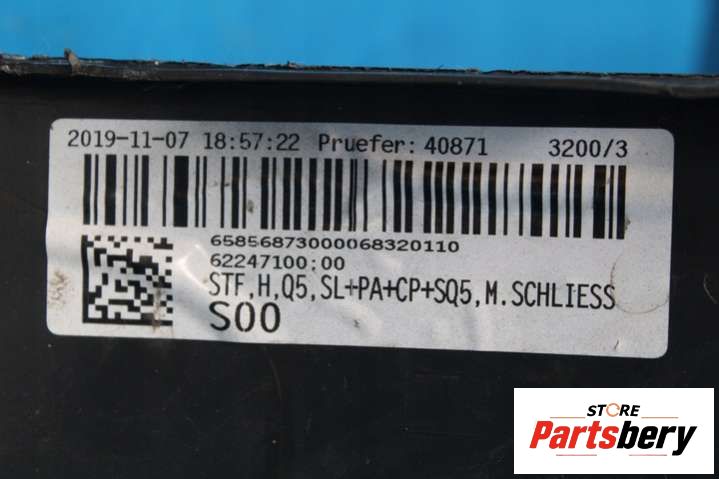 2019-11-07 18:57:22 Pruefer: 40871 3200/3
65856873000068320110
62247100:00
STF,H,Q5,SL+PA+CP+SQ5,M.SCHLIESS
S00
STORE
Partsbery